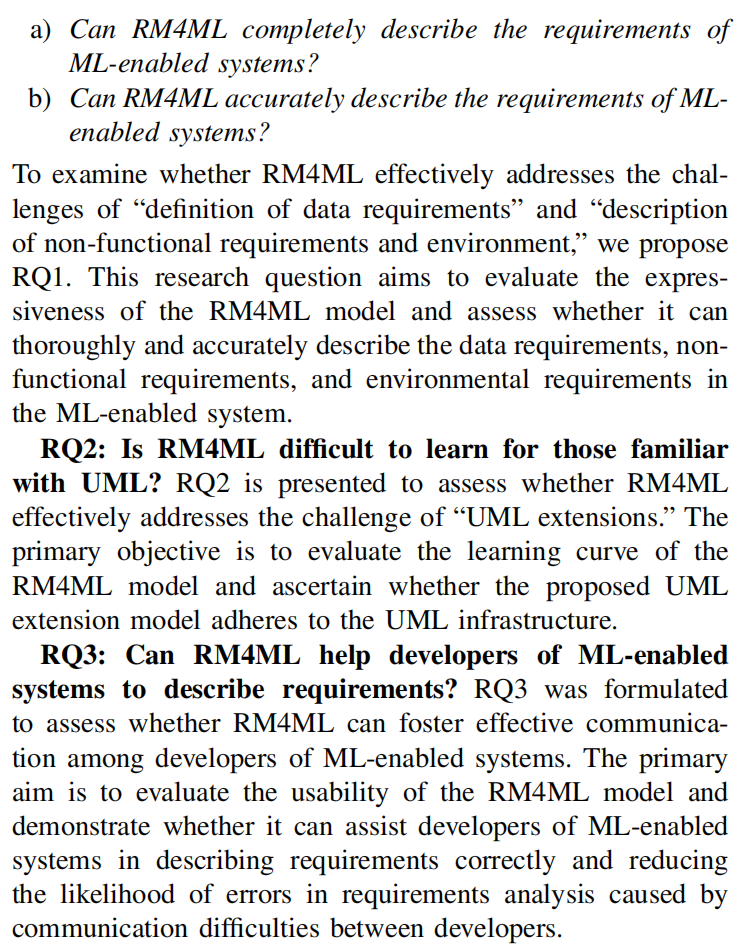 a) Can RM4ML completely describe the requirements of
ML-enabled systems?
b) Can RM4ML accurately describe the requirements of ML-
enabled systems?
To examine whether RM4ML effectively addresses the chal-
lenges of “definition of data requirements” and “description
of non-functional requirements and environment,” we propose
RQ1. This research question aims to evaluate the expres-
siveness of the RM4ML model and assess whether it can
thoroughly and accurately describe the data requirements, non-
functional requirements, and environmental requirements in
the ML-enabled system.
RQ2: Is RM4ML difficult to learn for those familiar
with UML? RQ2 is presented to assess whether RM4ML
effectively addresses the challenge of “UML extensions.” The
primary objective is to evaluate the learning curve of the
RM4ML model and ascertain whether the proposed UML
extension model adheres to the UML infrastructure.
RQ3: Can RM4ML help developers of ML-enabled
systems to describe requirements? RQ3 was formulated
to assess whether RM4ML can foster effective communica-
tion among developers of ML-enabled systems. The primary
aim is to evaluate the usability of the RM4ML model and
demonstrate whether it can assist developers of ML-enabled
systems in describing requirements correctly and reducing
the likelihood of errors in requirements analysis caused by
communication difficulties between developers.